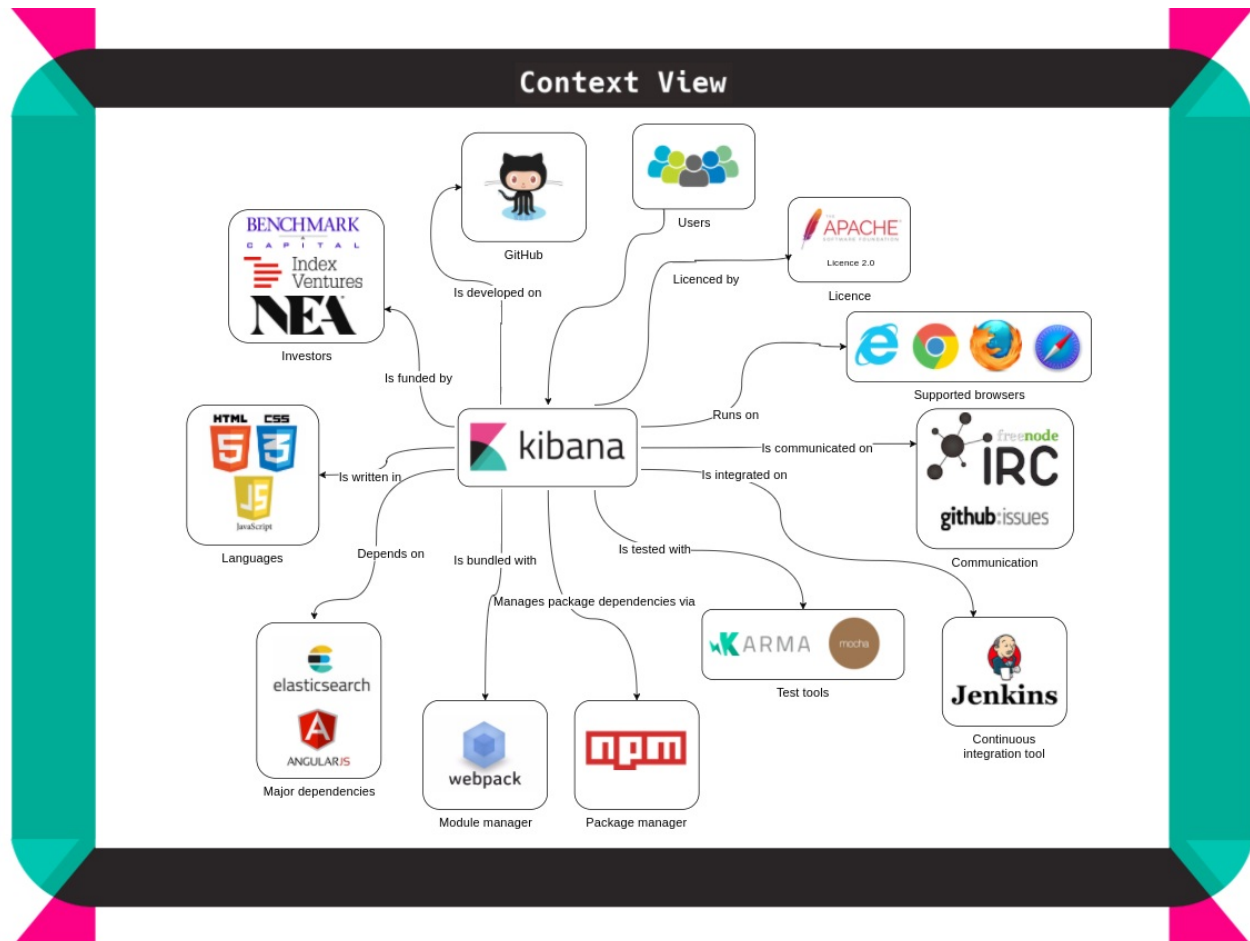 Context View
GitHub
Users
THE
APACHE
SOFTWARE FOUNDATION
Licence 2.0
Licence
BENCHMARK
CAPITAL
Index
Ventures
NEA
Investors
Is developed on
Licenced by
Is funded by
Supported browsers
Runs on
kibana
Is communicated on
freenode
IRC
github:issues
Communication
HTML CSS
5 3
JS
JavaScript
Languages
Is written in
Is integrated on
Depends on
Is bundled with
Is tested with
Manages package dependencies via
elasticsearch
A
ANGULARJS
Major dependencies
webpack
Module manager
npm
Package manager
KARMA
mocha
Test tools
Jenkins
Continuous
integration tool